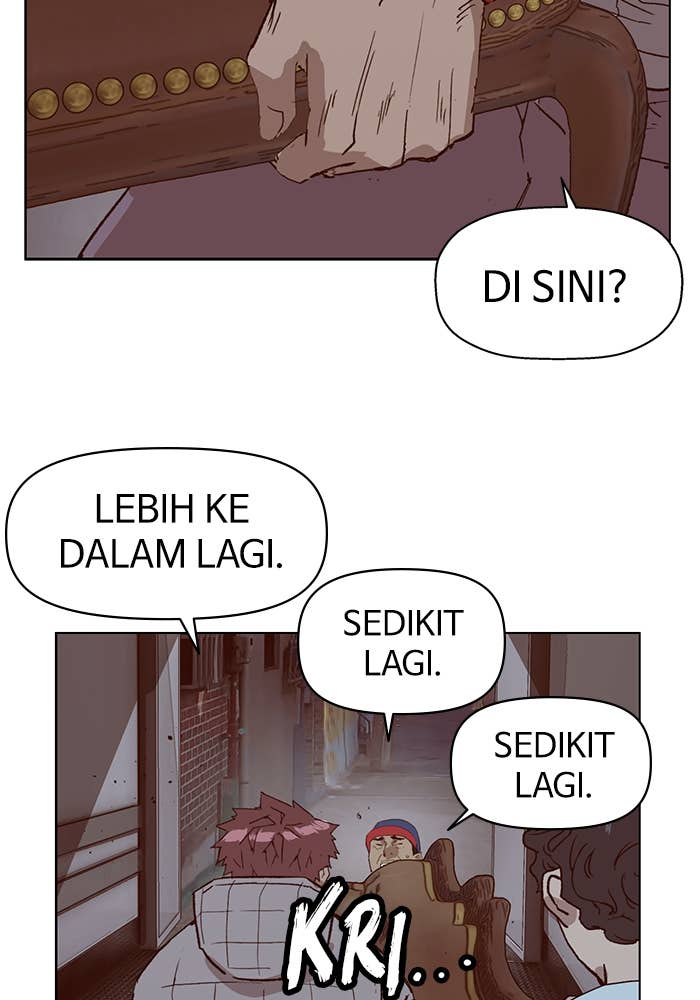 DI SINI?
LEBIH KE
DALAM LAGI.
SEDIKIT
LAGI.
SEDIKIT
LAGI.
KRI...